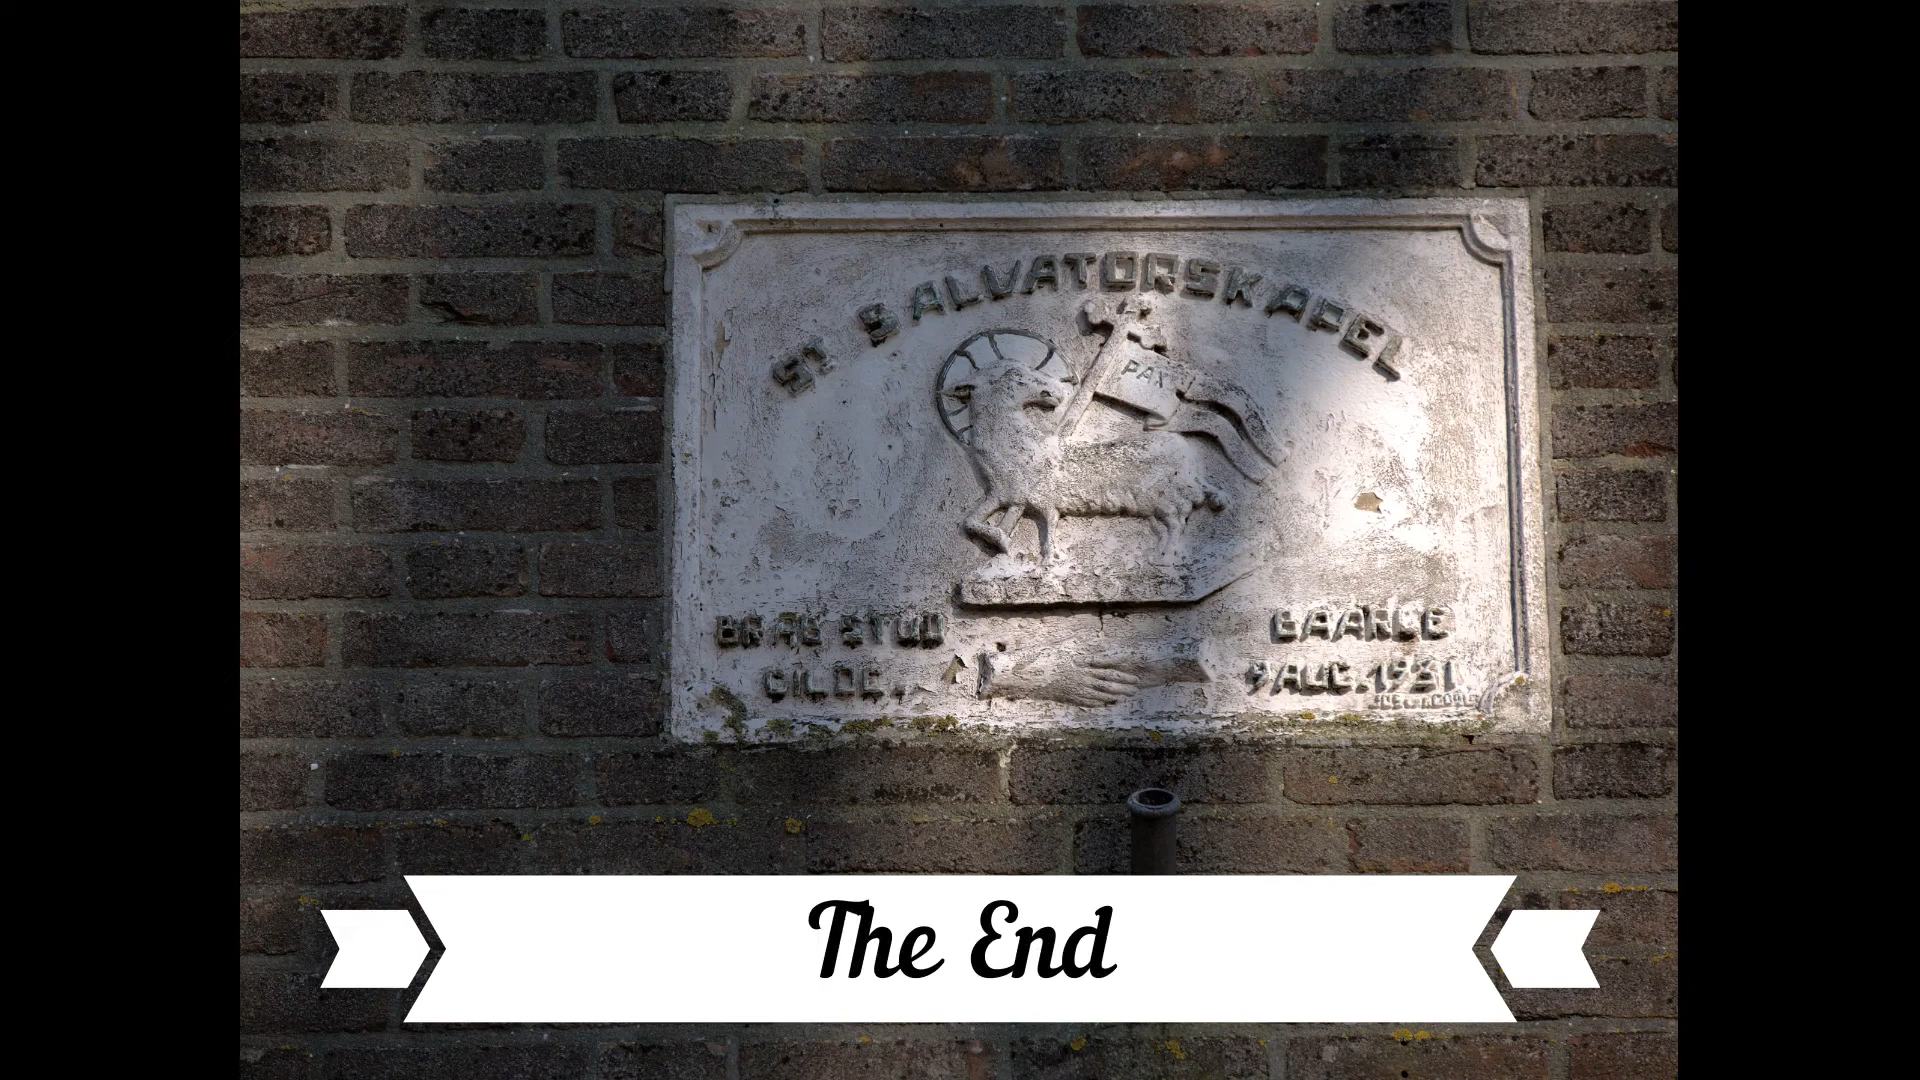 ST SALVATORSKAPEL
PAX
BRAB STUD
GILDE.
BAARLE
9 AUG. 1931
The End